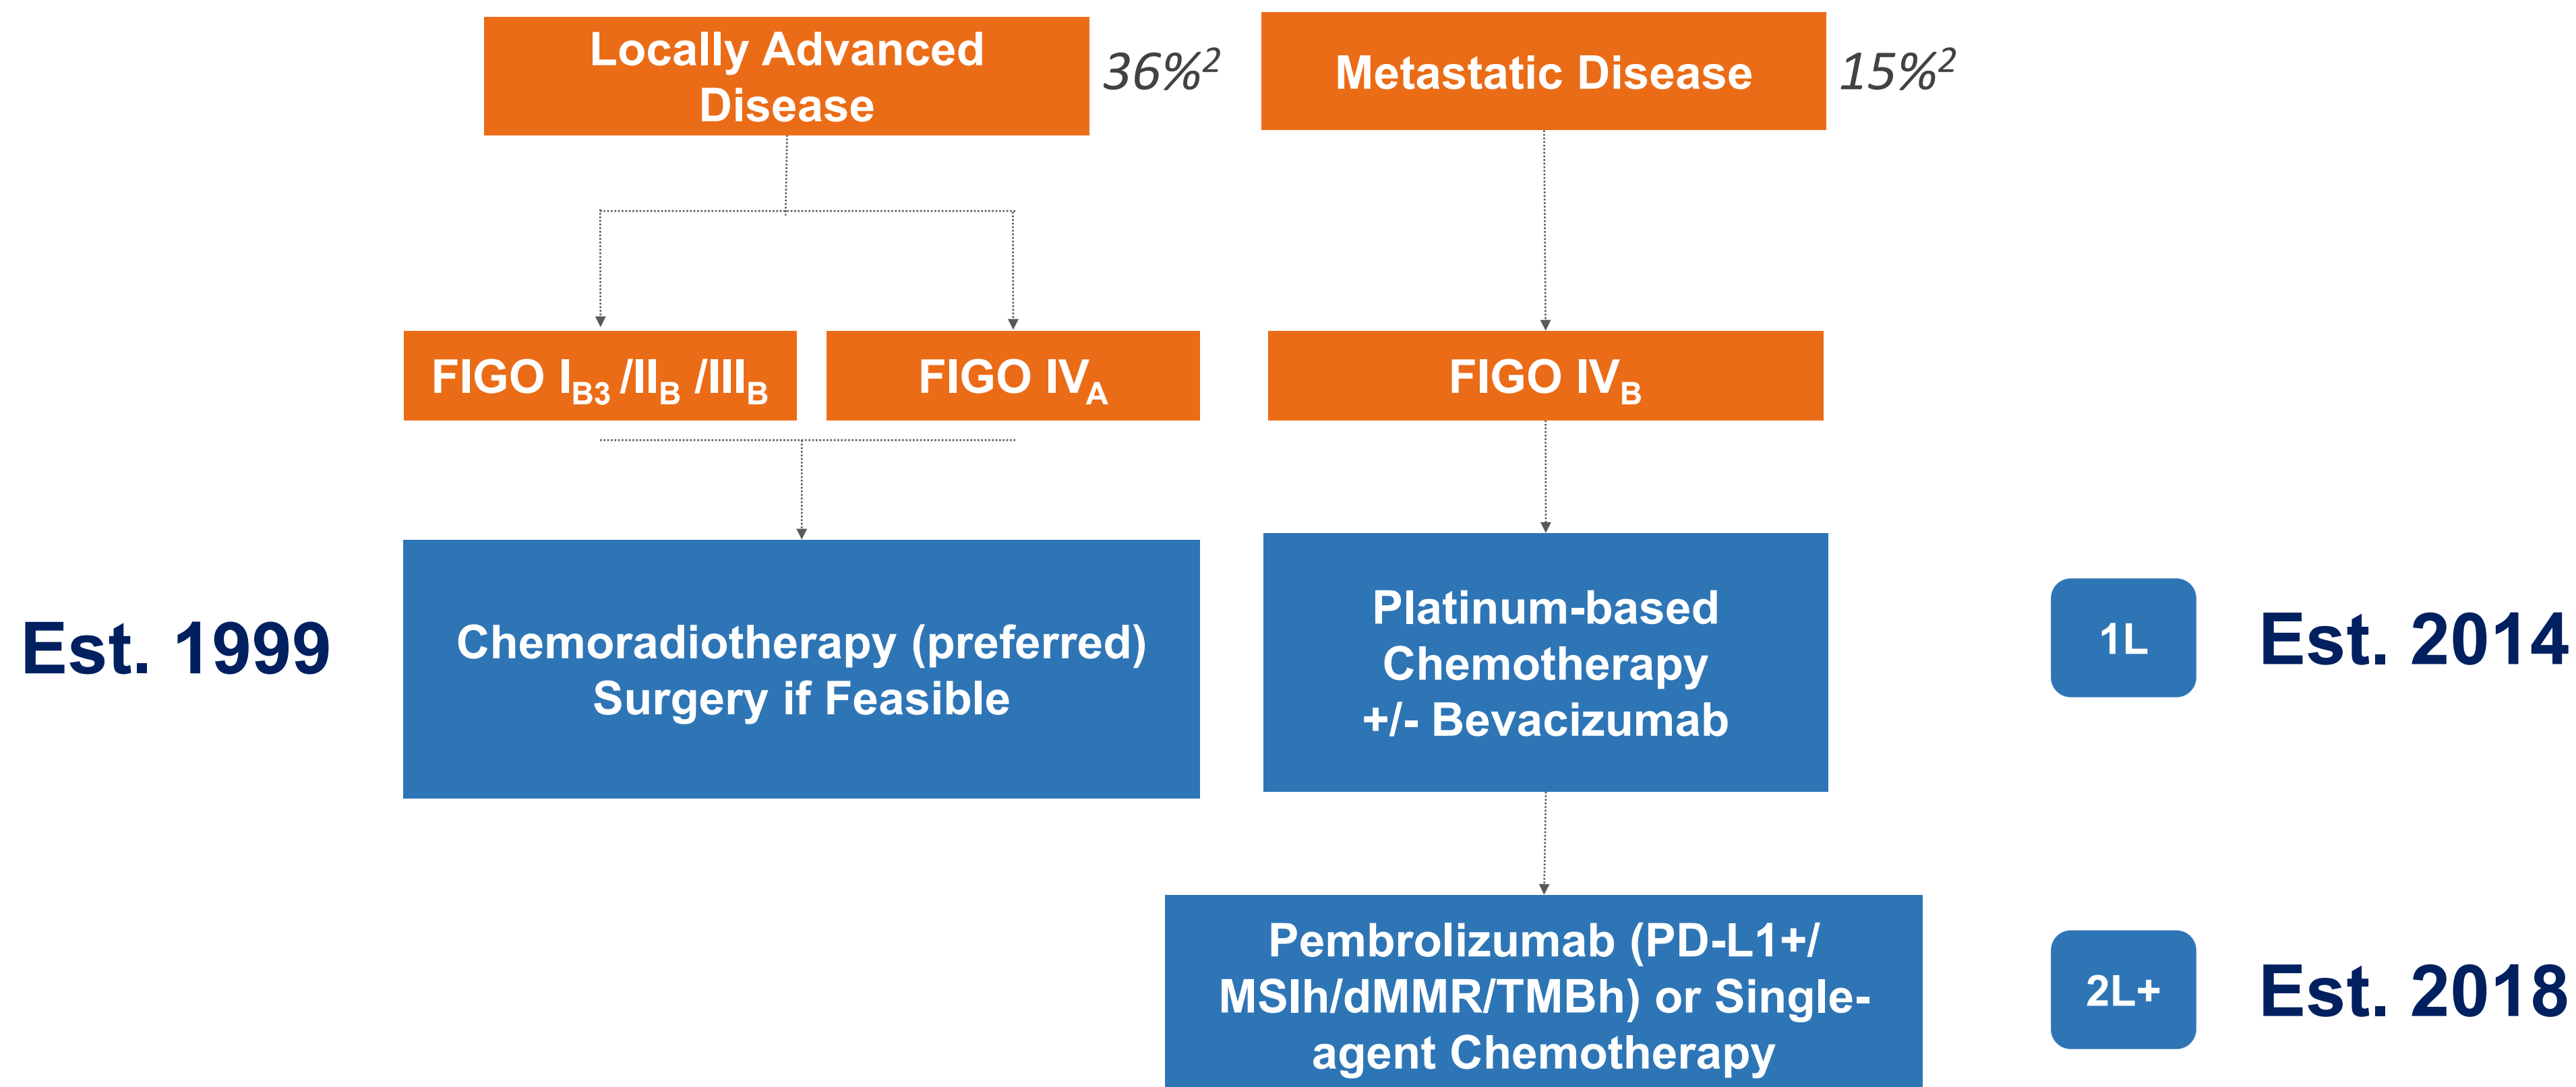 Locally Advanced
Disease
36%2
Metastatic Disease
15%2
FIGO IB3 /IIB /IIIB
FIGO IVA
FIGO IVB
Est. 1999
Chemoradiotherapy (preferred)
Surgery if Feasible
Platinum-based
Chemotherapy
+/- Bevacizumab
1L
Est. 2014
Pembrolizumab (PD-L1+/
MSIh/dMMR/TMBh) or Single-
agent Chemotherapy
2L+
Est. 2018